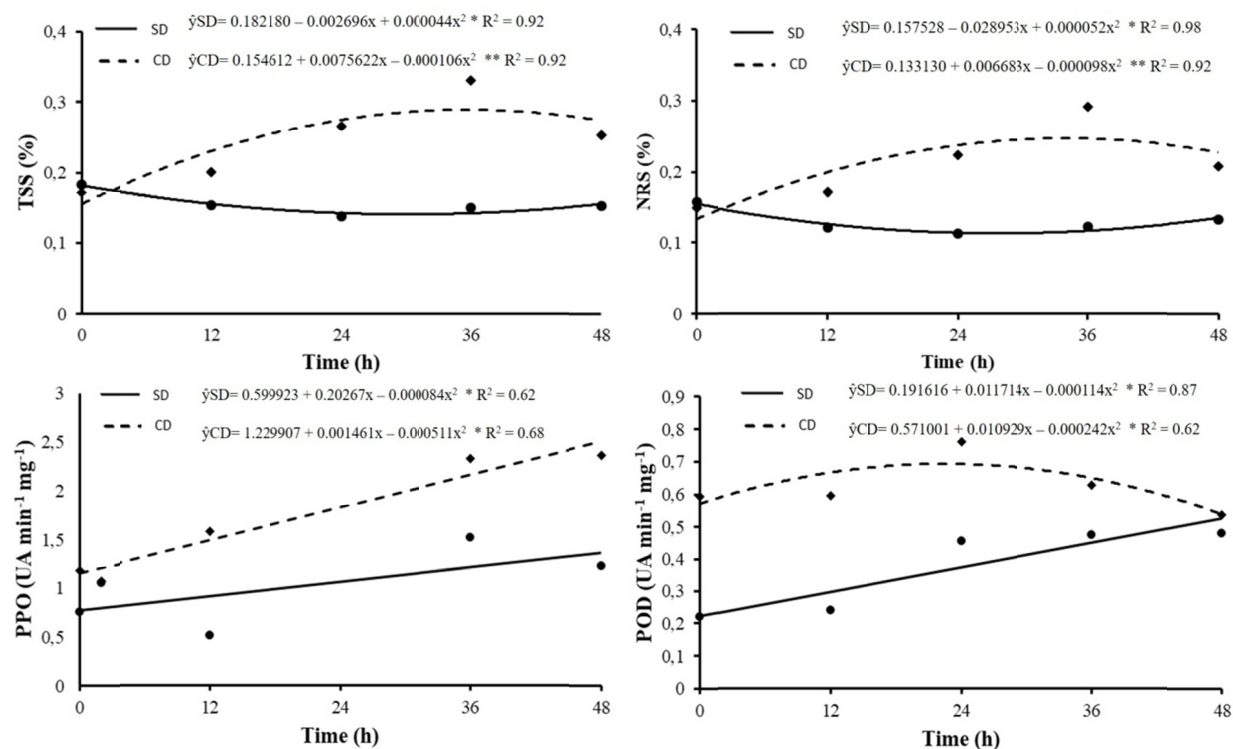 SD ŷSD= 0.182180 – 0.002696x + 0.000044x² * R² = 0.92
CD ŷCD= 0.154612 + 0.0075622x – 0.000106x² ** R² = 0.92
0,4
0,3
0,2
0,1
0
TSS (%)
0 12 24 36 48
Time (h)
SD ŷSD= 0.157528 – 0.028953x + 0.000052x² * R² = 0.98
CD ŷCD= 0.133130 + 0.006683x – 0.000098x² ** R² = 0.92
0,4
0,3
0,2
0,1
0
NRS (%)
0 12 24 36 48
Time (h)
SD ŷSD= 0.599923 + 0.20267x – 0.000084x² * R² = 0.62
CD ŷCD= 1.229907 + 0.001461x – 0.000511x² * R² = 0.68
3
2,5
2
1,5
1
0,5
0
PPO (UA min⁻¹ mg⁻¹)
0 12 24 36 48
Time (h)
SD ŷSD= 0.191616 + 0.011714x – 0.000114x² * R² = 0.87
CD ŷCD= 0.571001 + 0.010929x – 0.000242x² * R² = 0.62
0,9
0,8
0,7
0,6
0,5
0,4
0,3
0,2
0,1
0
POD (UA min⁻¹ mg⁻¹)
0 12 24 36 48
Time (h)